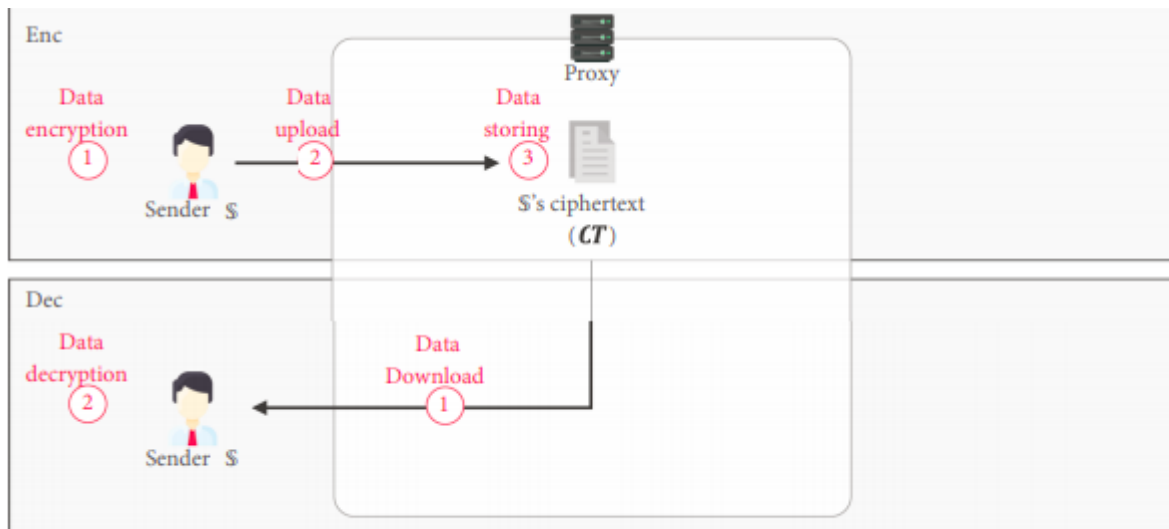 Enc
Proxy
Data
encryption
1
Data
upload
2
Data
storing
3
Sender 𝕊
𝕊's ciphertext
(CT)
Dec
Data
decryption
2
Data
Download
1
Sender 𝕊